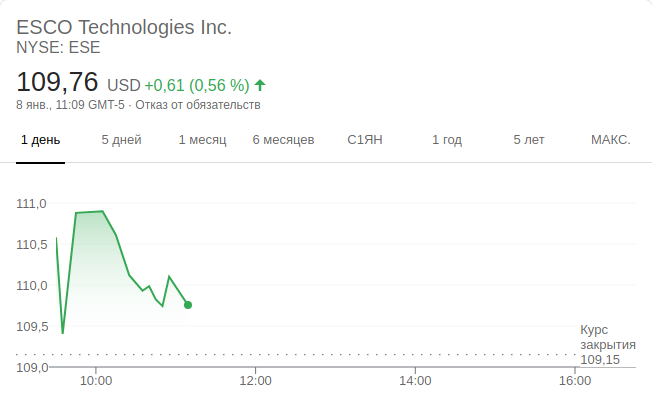 ESCO Technologies Inc.
NYSE: ESE
109,76 USD +0,61 (0,56 %)
8 янв., 11:09 GMT-5 · Отказ от обязательств
1 день 5 дней 1 месяц 6 месяцев С1ЯН 1 год 5 лет МАКС.
111,0
110,5
110,0
109,5
Курс
закрытия
109,15
109,0
10:00 12:00 14:00 16:00